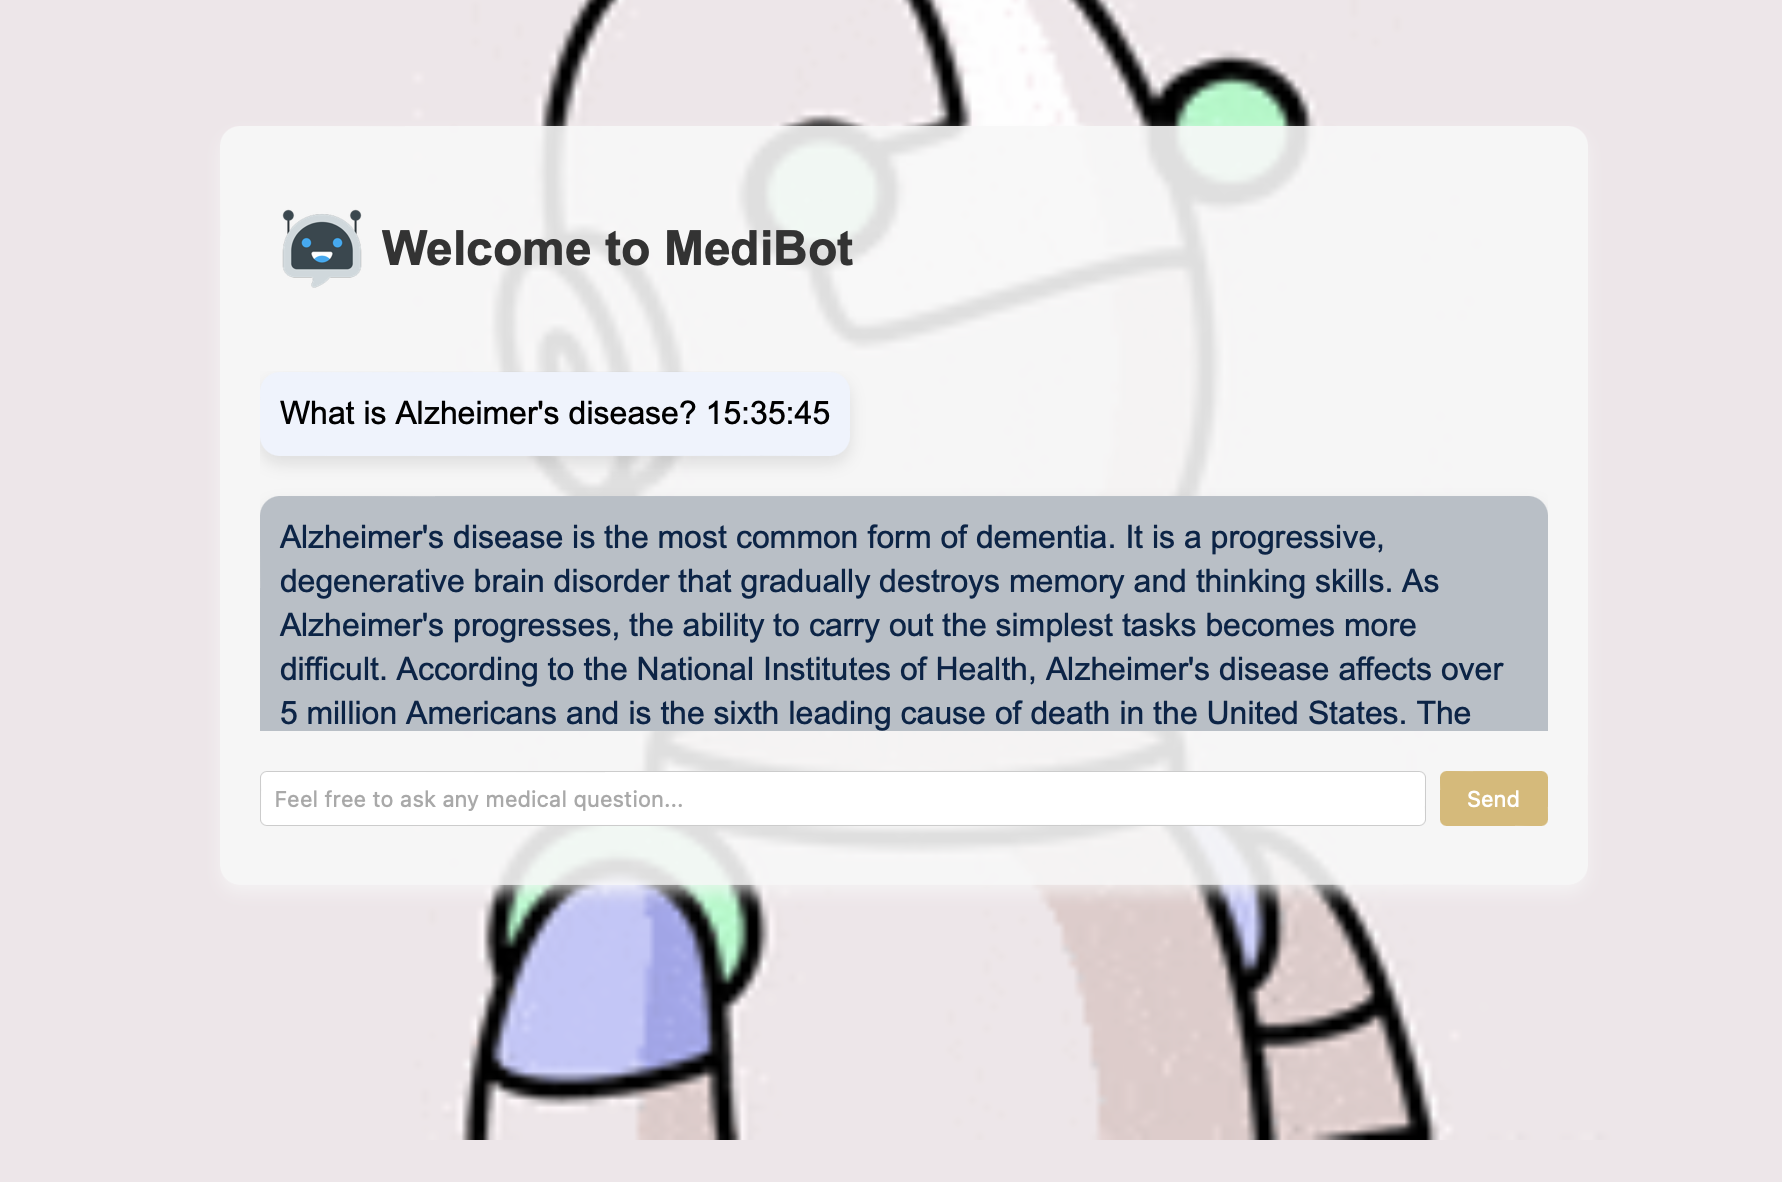 Welcome to MediBot
What is Alzheimer's disease? 15:35:45
Alzheimer's disease is the most common form of dementia. It is a progressive,
degenerative brain disorder that gradually destroys memory and thinking skills. As
Alzheimer's progresses, the ability to carry out the simplest tasks becomes more
difficult. According to the National Institutes of Health, Alzheimer's disease affects over
5 million Americans and is the sixth leading cause of death in the United States. The
Feel free to ask any medical question...
Send